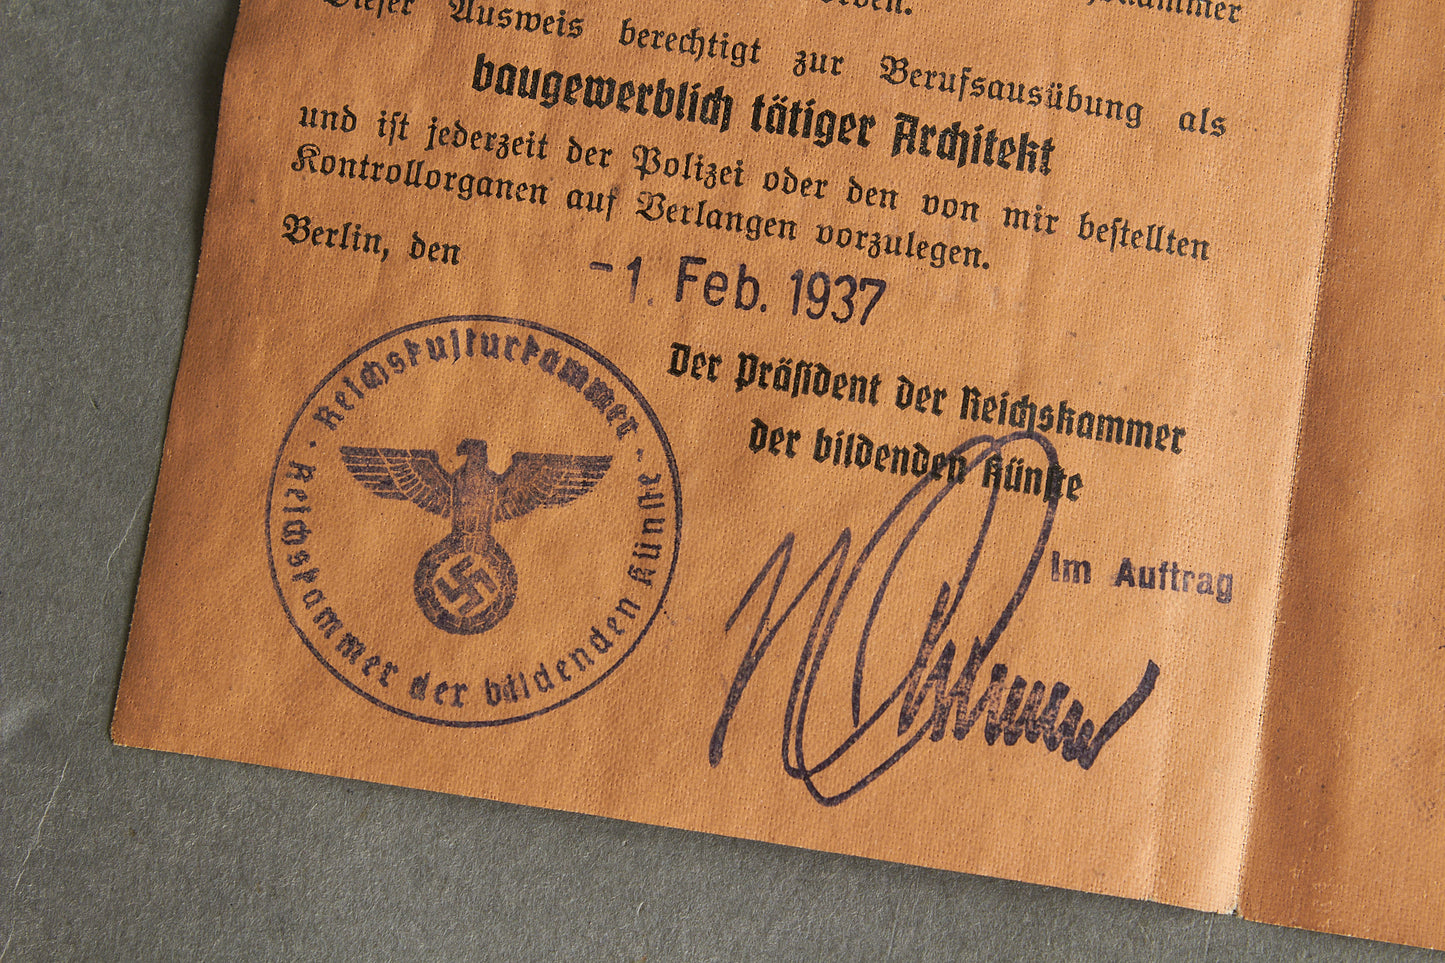 Dieser Ausweis berechtigt zur Berufsausübung als
baugewerblich tätiger Architekt
und ist jederzeit der Polizei oder den von mir bestellten
Kontrollorganen auf Verlangen vorzulegen.
Berlin, den -1. Feb. 1937
Der Präsident der Reichskammer
der bildenden Künste
Im Auftrag
· Reichskulturkammer -
Reichskammer der bildenden Künste